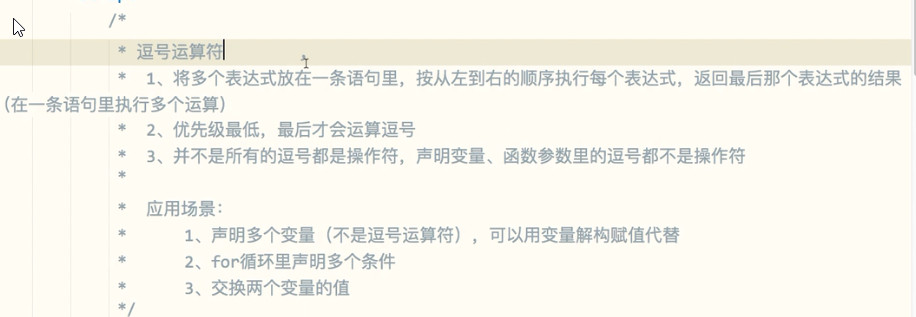 /*
* 逗号运算符
* 1、将多个表达式放在一条语句里，按从左到右的顺序执行每个表达式，返回最后那个表达式的结果
（在一条语句里执行多个运算）
* 2、优先级最低，最后才会运算逗号
* 3、并不是所有的逗号都是操作符，声明变量、函数参数里的逗号都不是操作符
*
* 应用场景：
* 1、声明多个变量（不是逗号运算符），可以用变量解构赋值代替
* 2、for循环里声明多个条件
* 3、交换两个变量的值
*/